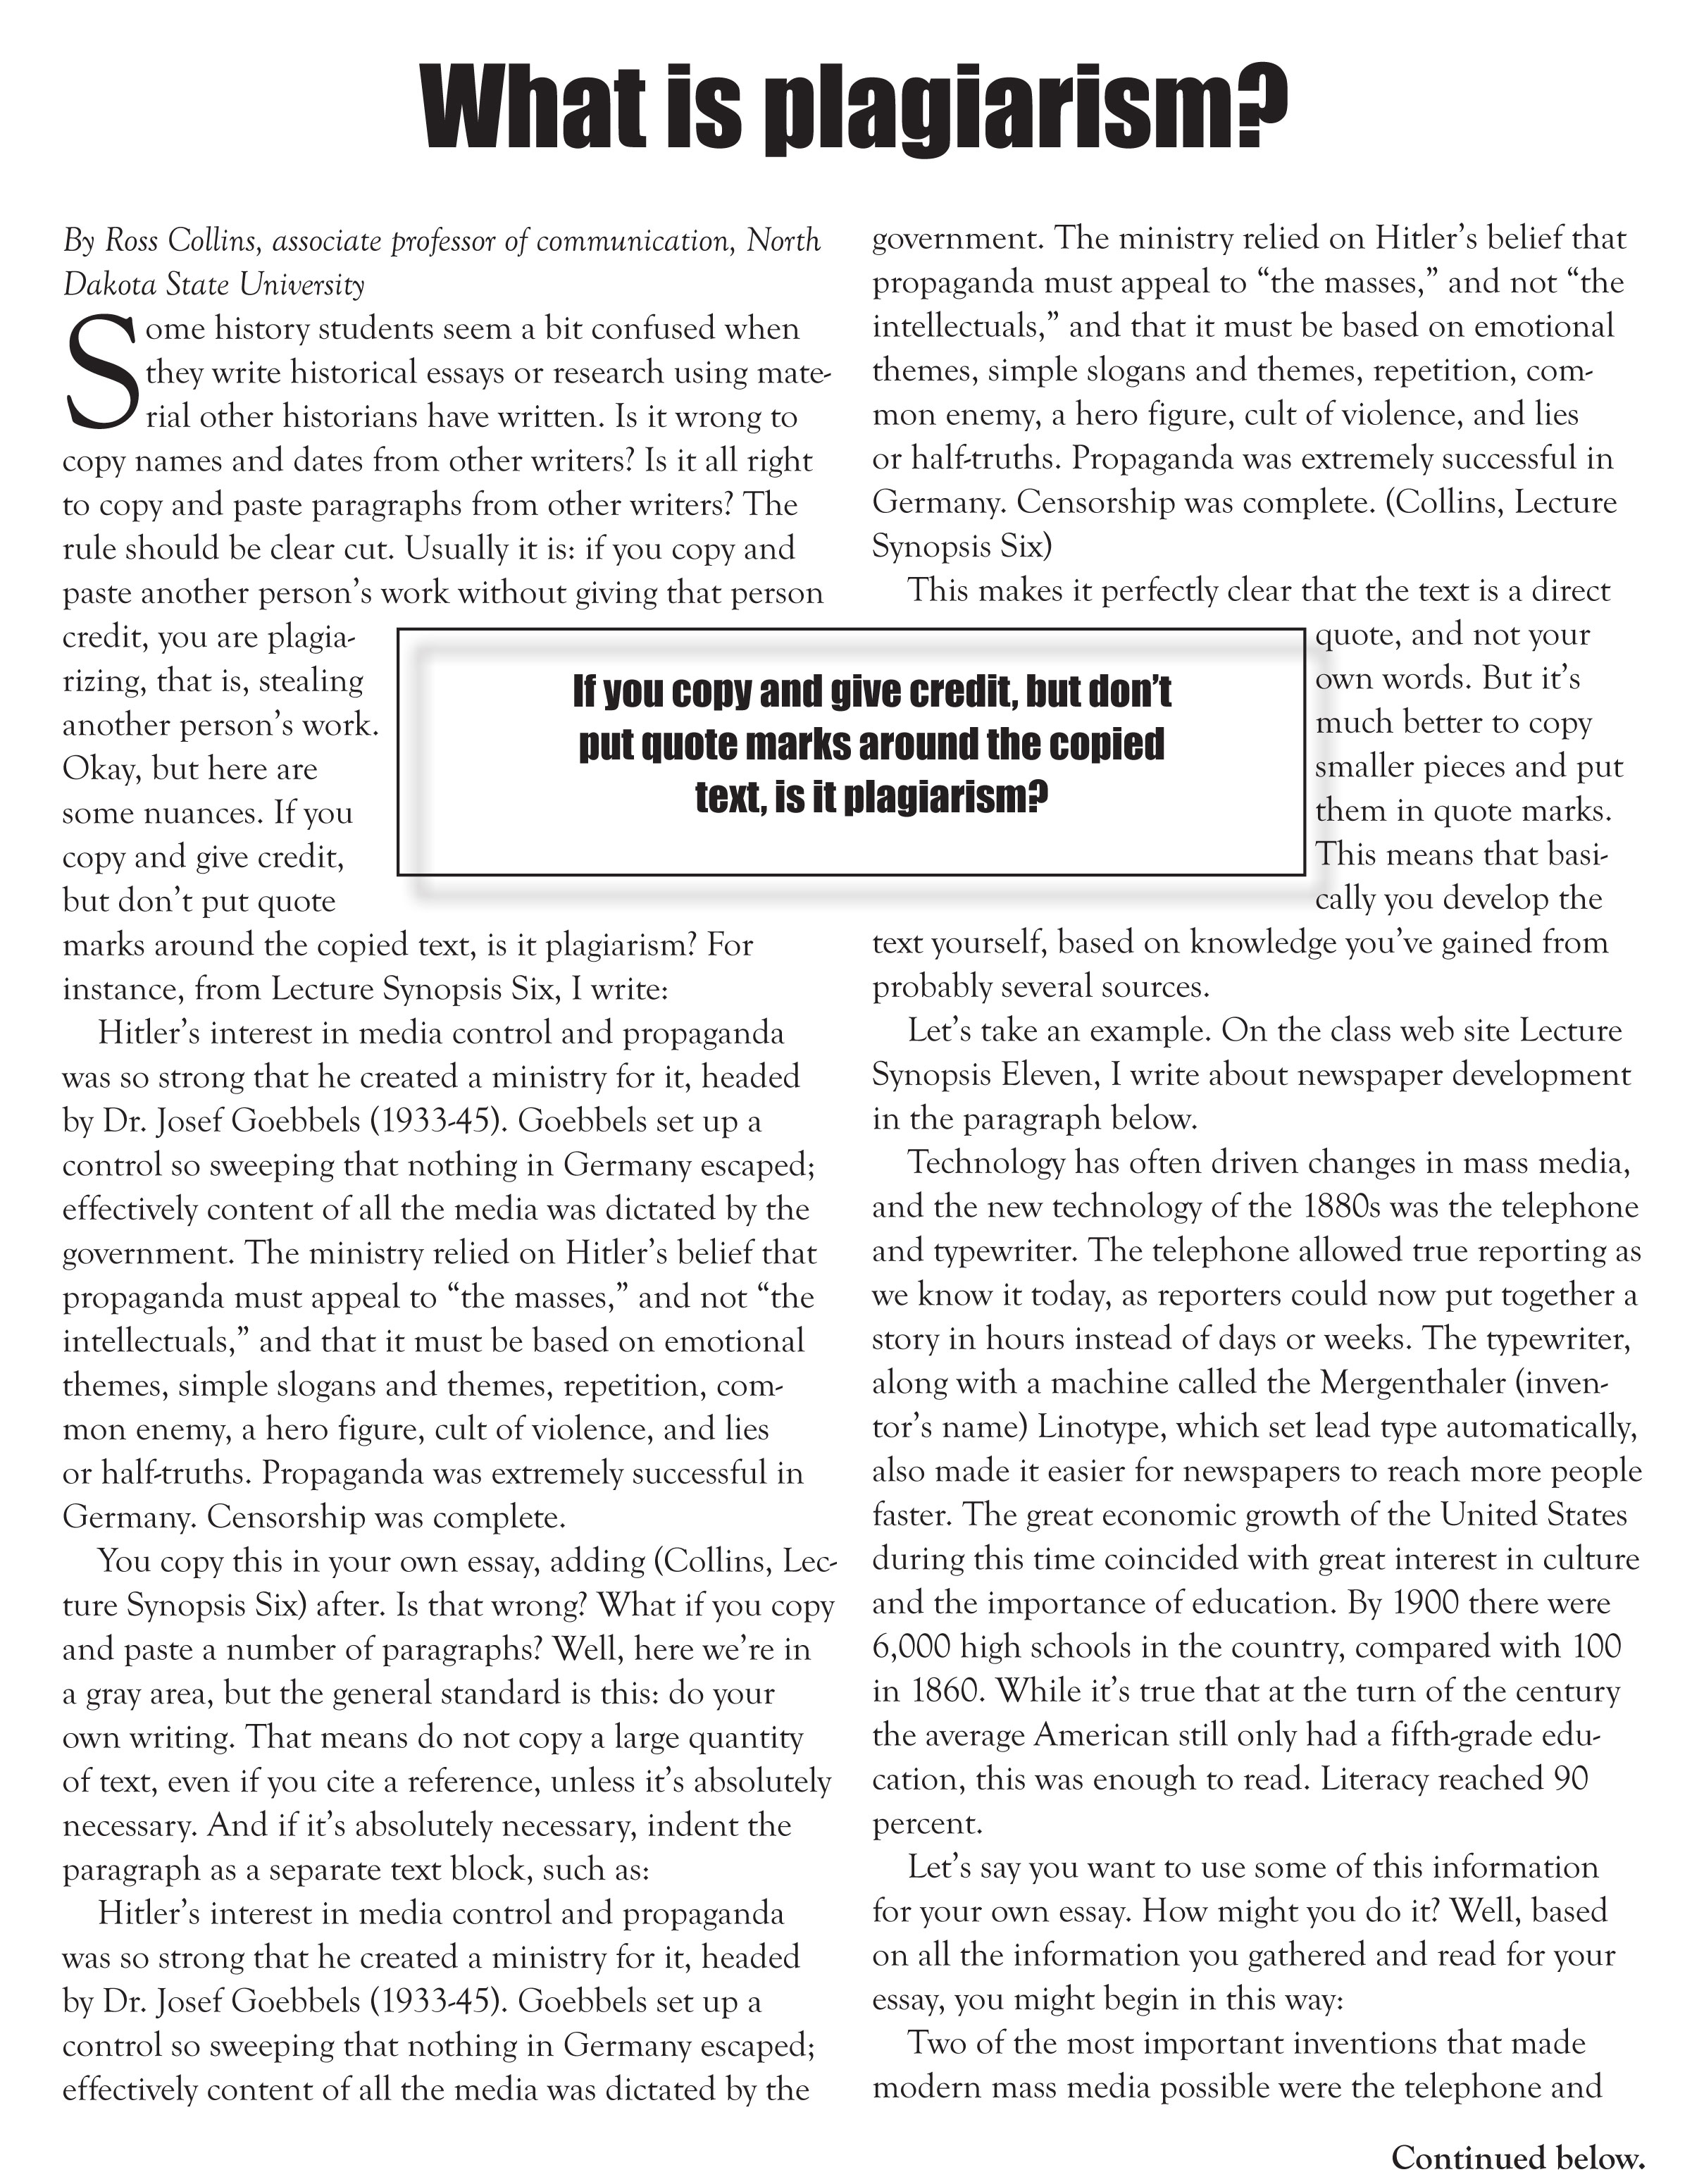 What is plagiarism?
By Ross Collins, associate professor of communication, North
Dakota State University
Some history students seem a bit confused when
they write historical essays or research using mate-
rial other historians have written. Is it wrong to
copy names and dates from other writers? Is it all right
to copy and paste paragraphs from other writers? The
rule should be clear cut. Usually it is: if you copy and
paste another person’s work without giving that person
credit, you are plagia-
rizing, that is, stealing
another person’s work.
Okay, but here are
some nuances. If you
copy and give credit,
but don’t put quote
marks around the copied text, is it plagiarism? For
instance, from Lecture Synopsis Six, I write:
Hitler’s interest in media control and propaganda
was so strong that he created a ministry for it, headed
by Dr. Josef Goebbels (1933-45). Goebbels set up a
control so sweeping that nothing in Germany escaped;
effectively content of all the media was dictated by the
government. The ministry relied on Hitler’s belief that
propaganda must appeal to “the masses,” and not “the
intellectuals,” and that it must be based on emotional
themes, simple slogans and themes, repetition, com-
mon enemy, a hero figure, cult of violence, and lies
or half-truths. Propaganda was extremely successful in
Germany. Censorship was complete.
You copy this in your own essay, adding (Collins, Lec-
ture Synopsis Six) after. Is that wrong? What if you copy
and paste a number of paragraphs? Well, here we’re in
a gray area, but the general standard is this: do your
own writing. That means do not copy a large quantity
of text, even if you cite a reference, unless it’s absolutely
necessary. And if it’s absolutely necessary, indent the
paragraph as a separate text block, such as:
Hitler’s interest in media control and propaganda
was so strong that he created a ministry for it, headed
by Dr. Josef Goebbels (1933-45). Goebbels set up a
control so sweeping that nothing in Germany escaped;
effectively content of all the media was dictated by the
government. The ministry relied on Hitler’s belief that
propaganda must appeal to “the masses,” and not “the
intellectuals,” and that it must be based on emotional
themes, simple slogans and themes, repetition, com-
mon enemy, a hero figure, cult of violence, and lies
or half-truths. Propaganda was extremely successful in
Germany. Censorship was complete. (Collins, Lecture
Synopsis Six)
This makes it perfectly clear that the text is a direct
quote, and not your
own words. But it’s
much better to copy
smaller pieces and put
them in quote marks.
This means that basi-
cally you develop the
text yourself, based on knowledge you’ve gained from
probably several sources.
Let’s take an example. On the class web site Lecture
Synopsis Eleven, I write about newspaper development
in the paragraph below.
Technology has often driven changes in mass media,
and the new technology of the 1880s was the telephone
and typewriter. The telephone allowed true reporting as
we know it today, as reporters could now put together a
story in hours instead of days or weeks. The typewriter,
along with a machine called the Mergenthaler (inven-
tor’s name) Linotype, which set lead type automatically,
also made it easier for newspapers to reach more people
faster. The great economic growth of the United States
during this time coincided with great interest in culture
and the importance of education. By 1900 there were
6,000 high schools in the country, compared with 100
in 1860. While it’s true that at the turn of the century
the average American still only had a fifth-grade edu-
cation, this was enough to read. Literacy reached 90
percent.
Let’s say you want to use some of this information
for your own essay. How might you do it? Well, based
on all the information you gathered and read for your
essay, you might begin in this way:
Two of the most important inventions that made
modern mass media possible were the telephone and
If you copy and give credit, but don’t
put quote marks around the copied
text, is it plagiarism?
Continued below.